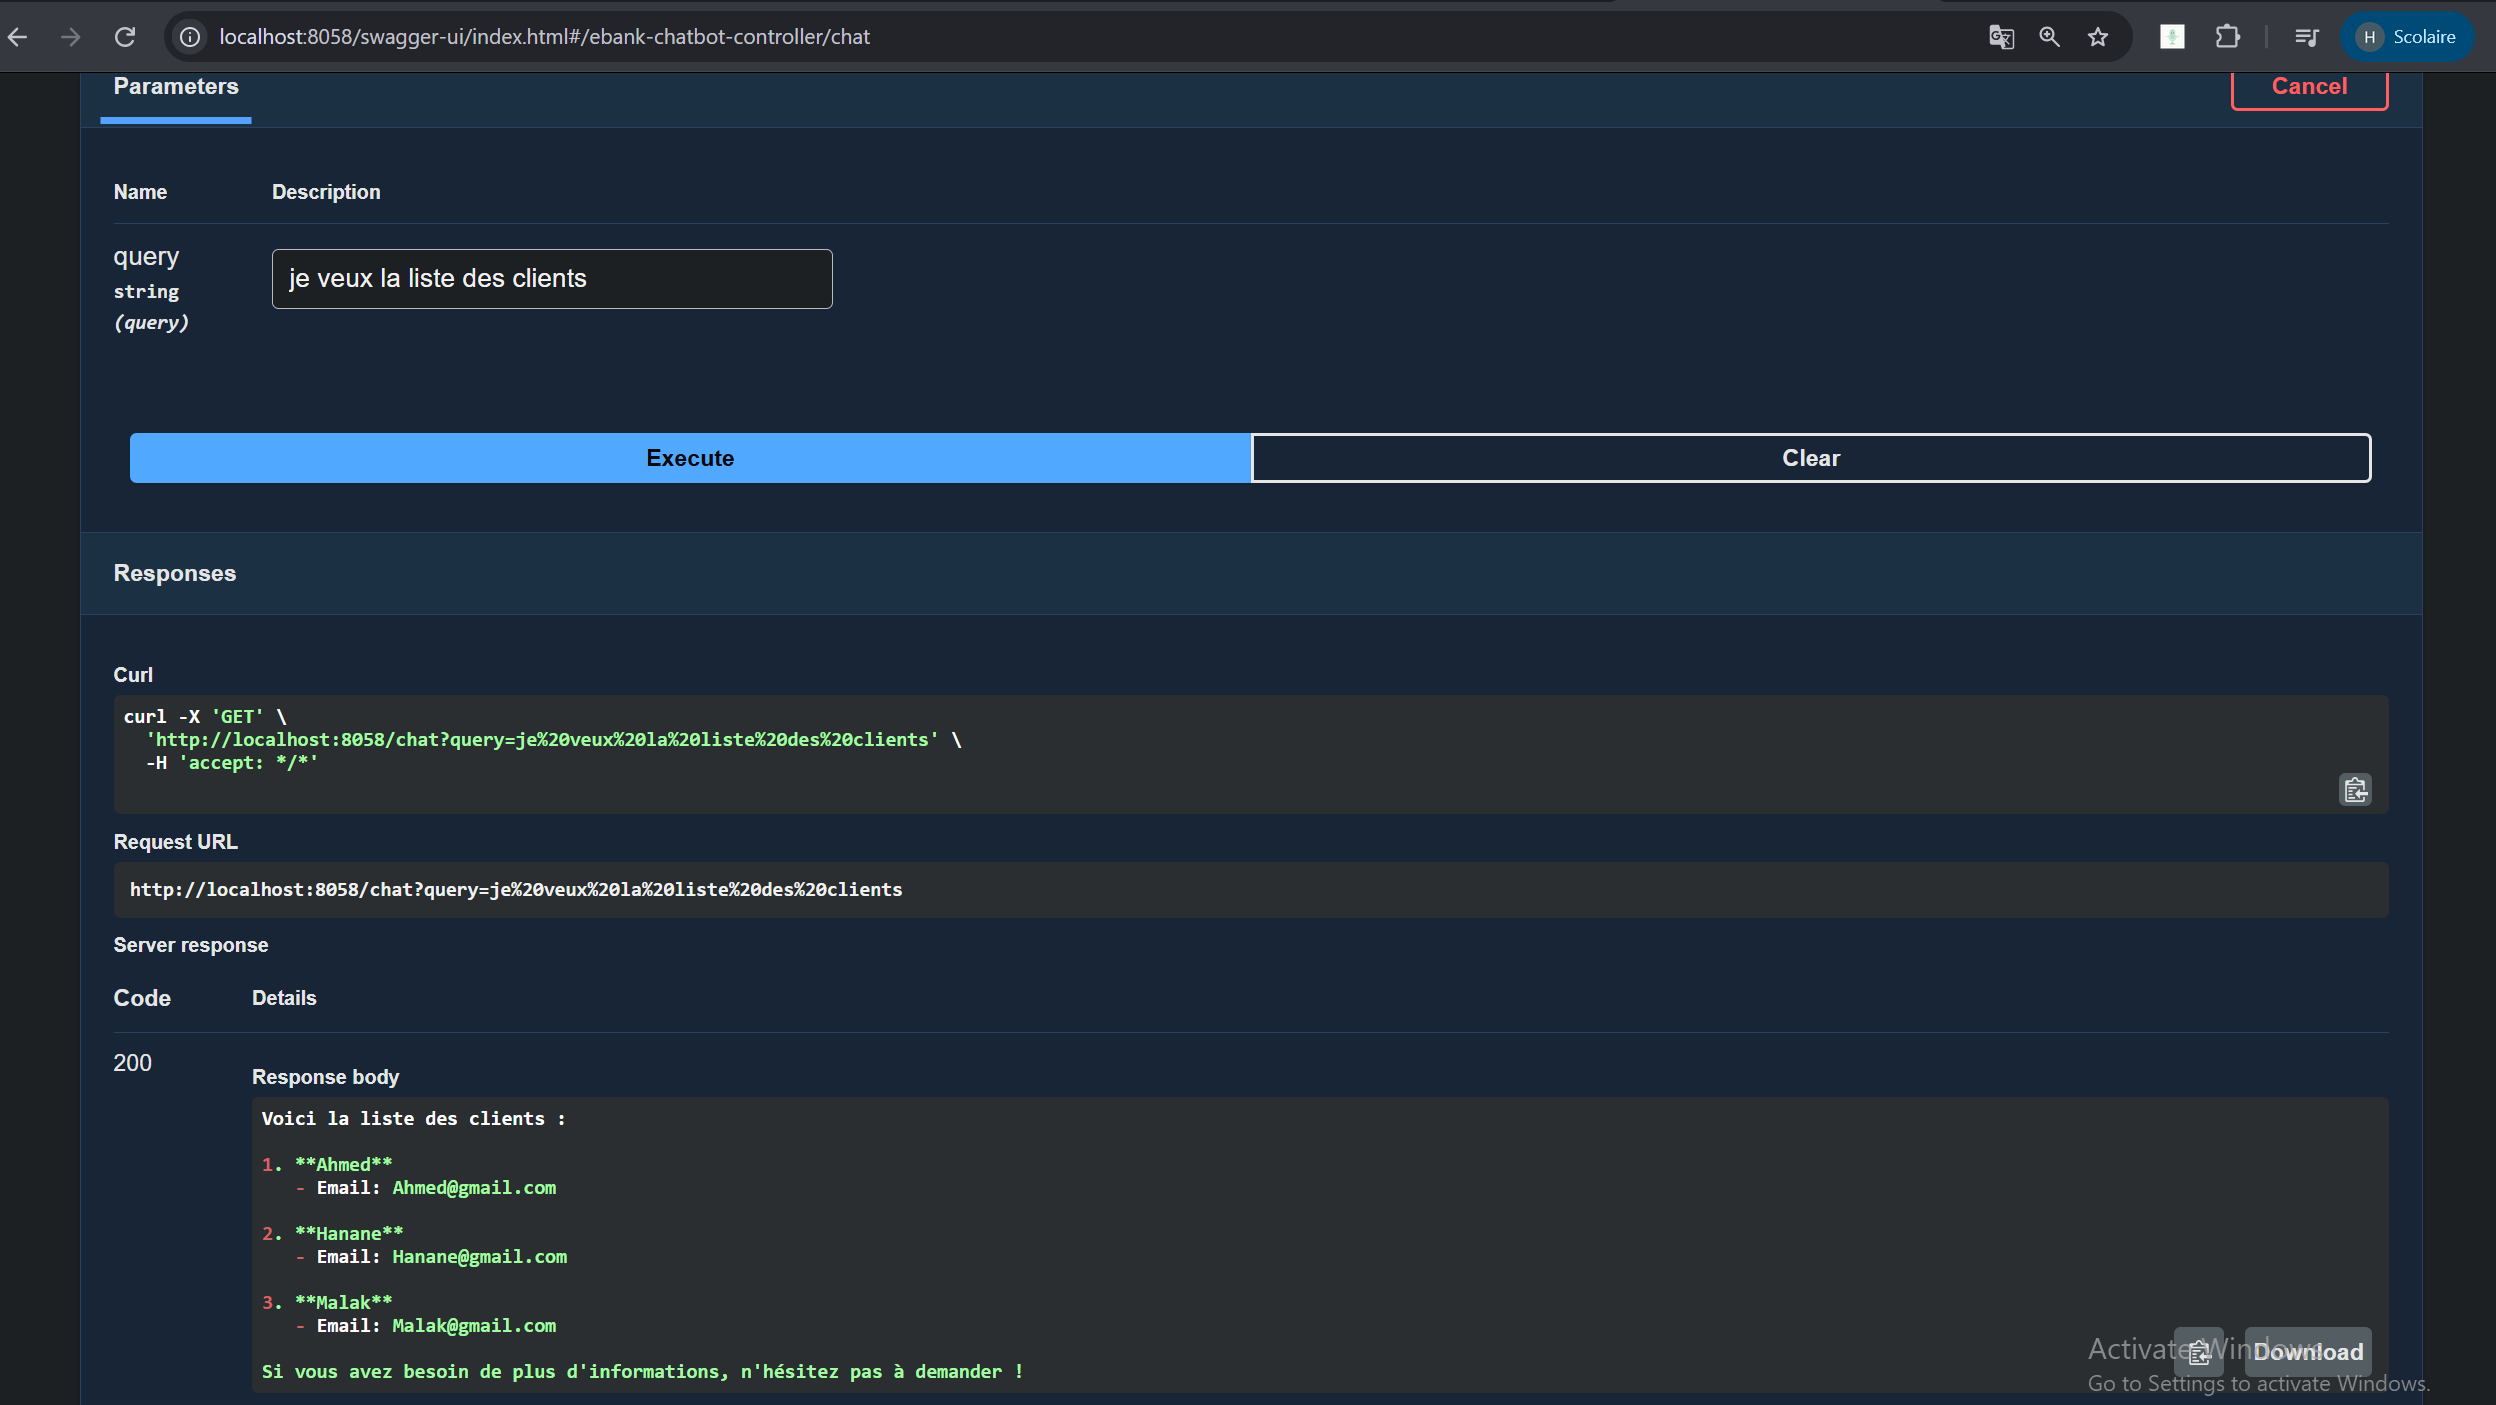 localhost:8058/swagger-ui/index.html#/ebank-chatbot-controller/chat
H Scolaire
Parameters
Cancel
Name Description
query
string
(query)
je veux la liste des clients
Execute
Clear
Responses
Curl
curl -X 'GET' \
'http://localhost:8058/chat?query=je%20veux%20la%20liste%20des%20clients' \
-H 'accept: */*'
Request URL
http://localhost:8058/chat?query=je%20veux%20la%20liste%20des%20clients
Server response
Code Details
200
Response body
Voici la liste des clients :
1. **Ahmed**
- Email: Ahmed@gmail.com
2. **Hanane**
- Email: Hanane@gmail.com
3. **Malak**
- Email: Malak@gmail.com
Si vous avez besoin de plus d'informations, n'hésitez pas à demander !
Download
Activate Windows
Go to Settings to activate Windows.